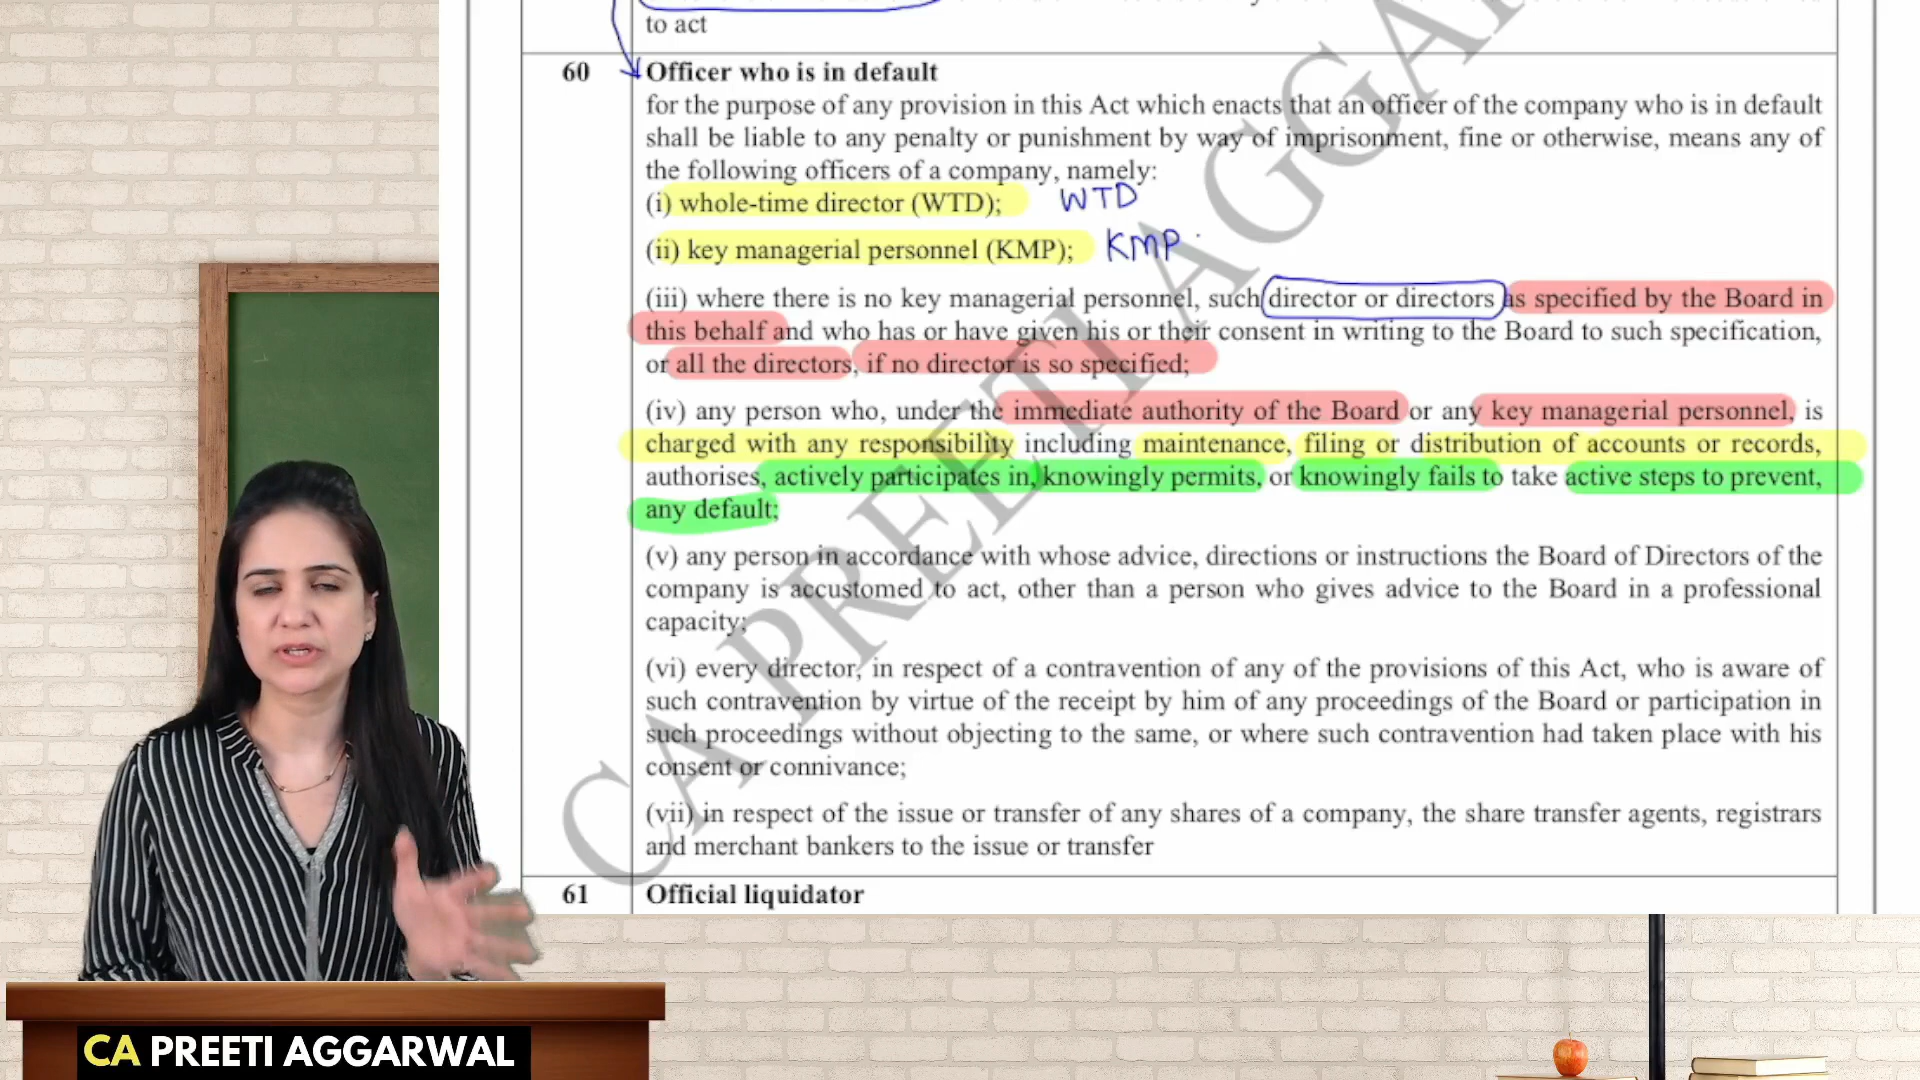 to act
60 Officer who is in default
for the purpose of any provision in this Act which enacts that an officer of the company who is in default
shall be liable to any penalty or punishment by way of imprisonment, fine or otherwise, means any of
the following officers of a company, namely:
(i) whole-time director (WTD); WTD
(ii) key managerial personnel (KMP); KMP
(iii) where there is no key managerial personnel, such director or directors as specified by the Board in
this behalf and who has or have given his or their consent in writing to the Board to such specification,
or all the directors, if no director is so specified;
(iv) any person who, under the immediate authority of the Board or any key managerial personnel, is
charged with any responsibility including maintenance, filing or distribution of accounts or records,
authorises, actively participates in, knowingly permits, or knowingly fails to take active steps to prevent,
any default;
(v) any person in accordance with whose advice, directions or instructions the Board of Directors of the
company is accustomed to act, other than a person who gives advice to the Board in a professional
capacity;
(vi) every director, in respect of a contravention of any of the provisions of this Act, who is aware of
such contravention by virtue of the receipt by him of any proceedings of the Board or participation in
such proceedings without objecting to the same, or where such contravention had taken place with his
consent or connivance;
(vii) in respect of the issue or transfer of any shares of a company, the share transfer agents, registrars
and merchant bankers to the issue or transfer
61 Official liquidator
CA PREETI AGGAR
CA PREETI AGGARWAL